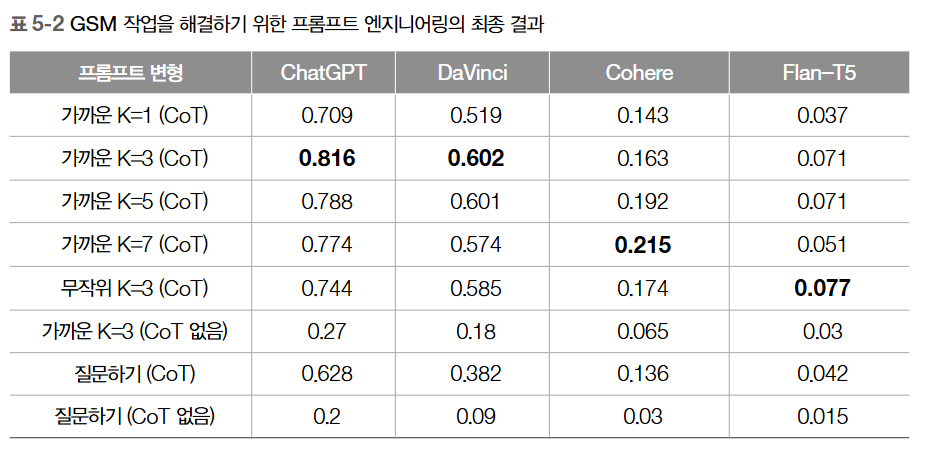 표 5-2 GSM 작업을 해결하기 위한 프롬프트 엔지니어링의 최종 결과
프롬프트 변형 ChatGPT DaVinci Cohere Flan-T5
가까운 K=1 (CoT) 0.709 0.519 0.143 0.037
가까운 K=3 (CoT) 0.816 0.602 0.163 0.071
가까운 K=5 (CoT) 0.788 0.601 0.192 0.071
가까운 K=7 (CoT) 0.774 0.574 0.215 0.051
무작위 K=3 (CoT) 0.744 0.585 0.174 0.077
가까운 K=3 (CoT 없음) 0.27 0.18 0.065 0.03
질문하기 (CoT) 0.628 0.382 0.136 0.042
질문하기 (CoT 없음) 0.2 0.09 0.03 0.015